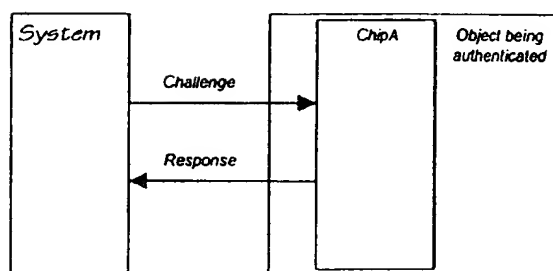 System
ChipA
Object being
authenticated
Challenge
Response